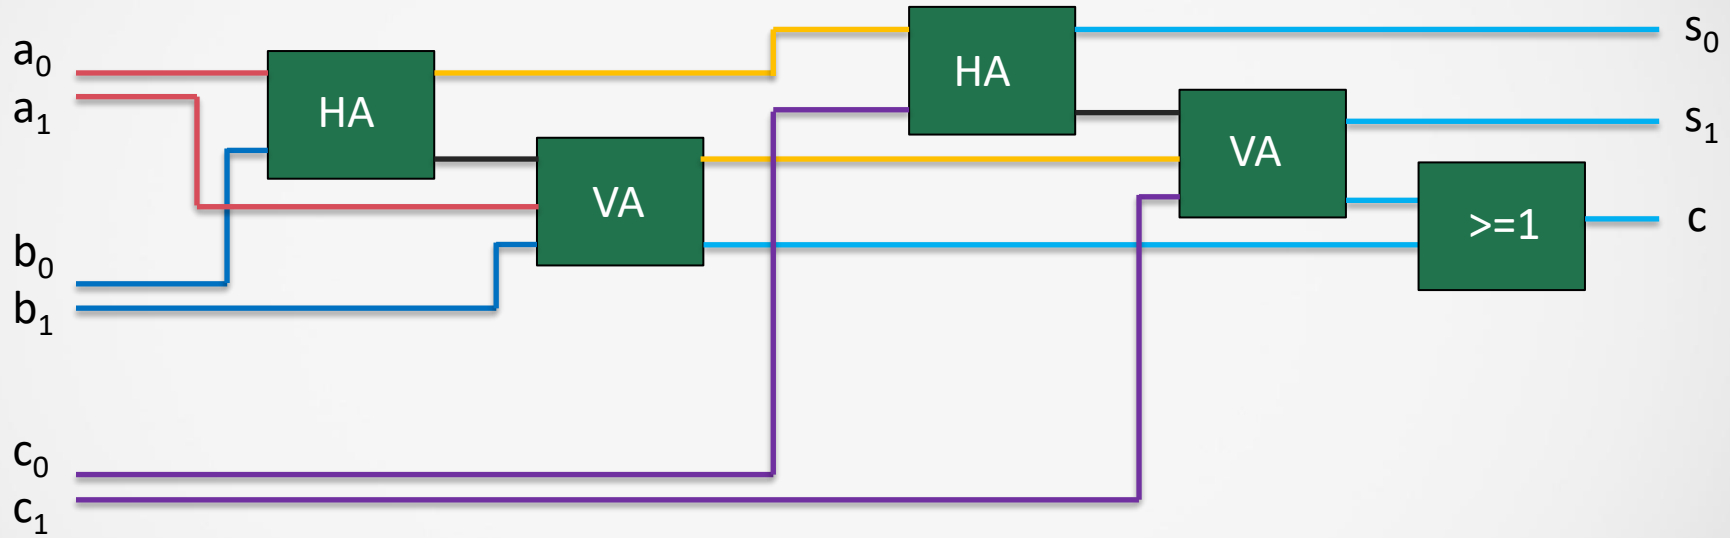 a₀
a₁
b₀
b₁
c₀
c₁
HA
VA
HA
VA
>=1
s₀
s₁
c